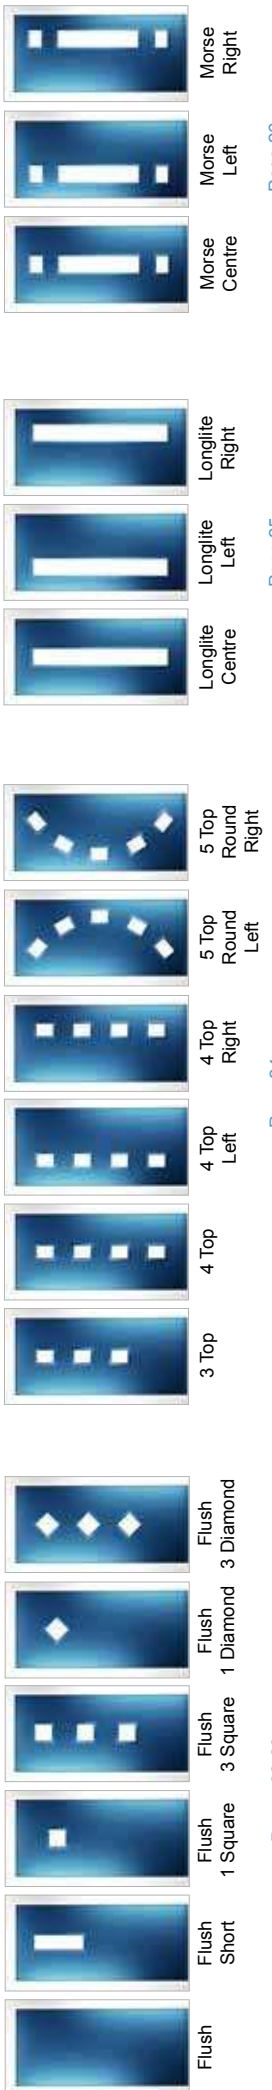 Flush
Flush
Short
Flush
1 Square
Flush
3 Square
Flush
1 Diamond
Flush
3 Diamond
3 Top
4 Top
4 Top
Left
4 Top
Right
5 Top
Round
Left
5 Top
Round
Right
Longlite
Centre
Longlite
Left
Longlite
Right
Morse
Centre
Morse
Left
Morse
Right